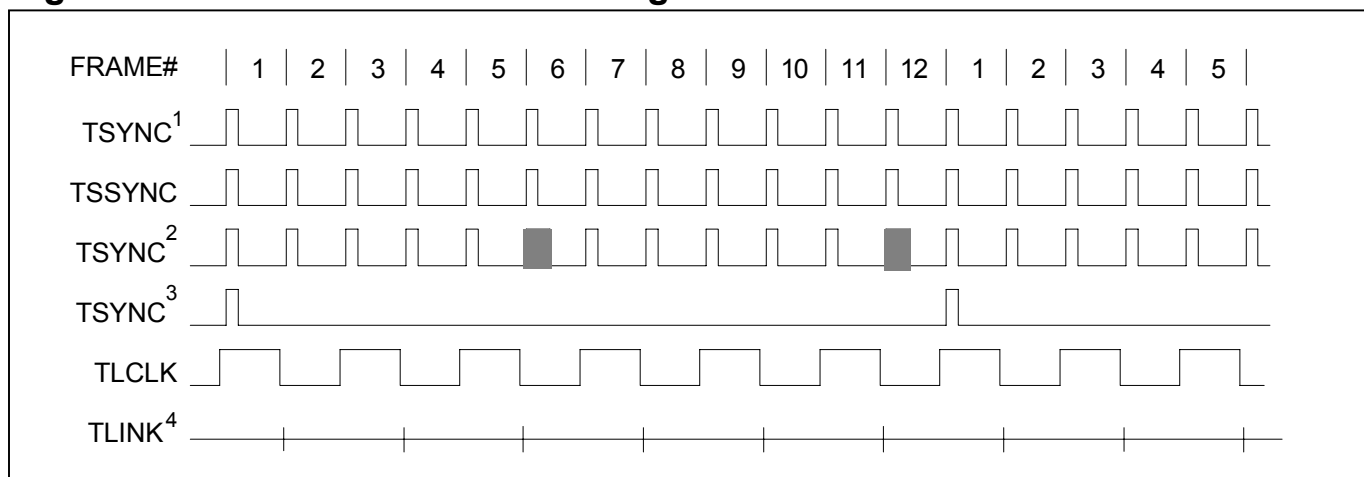 FRAME# 1 2 3 4 5 6 7 8 9 10 11 12 1 2 3 4 5
TSYNC1
TSSYNC
TSYNC2
TSYNC3
TLCLK
TLINK4